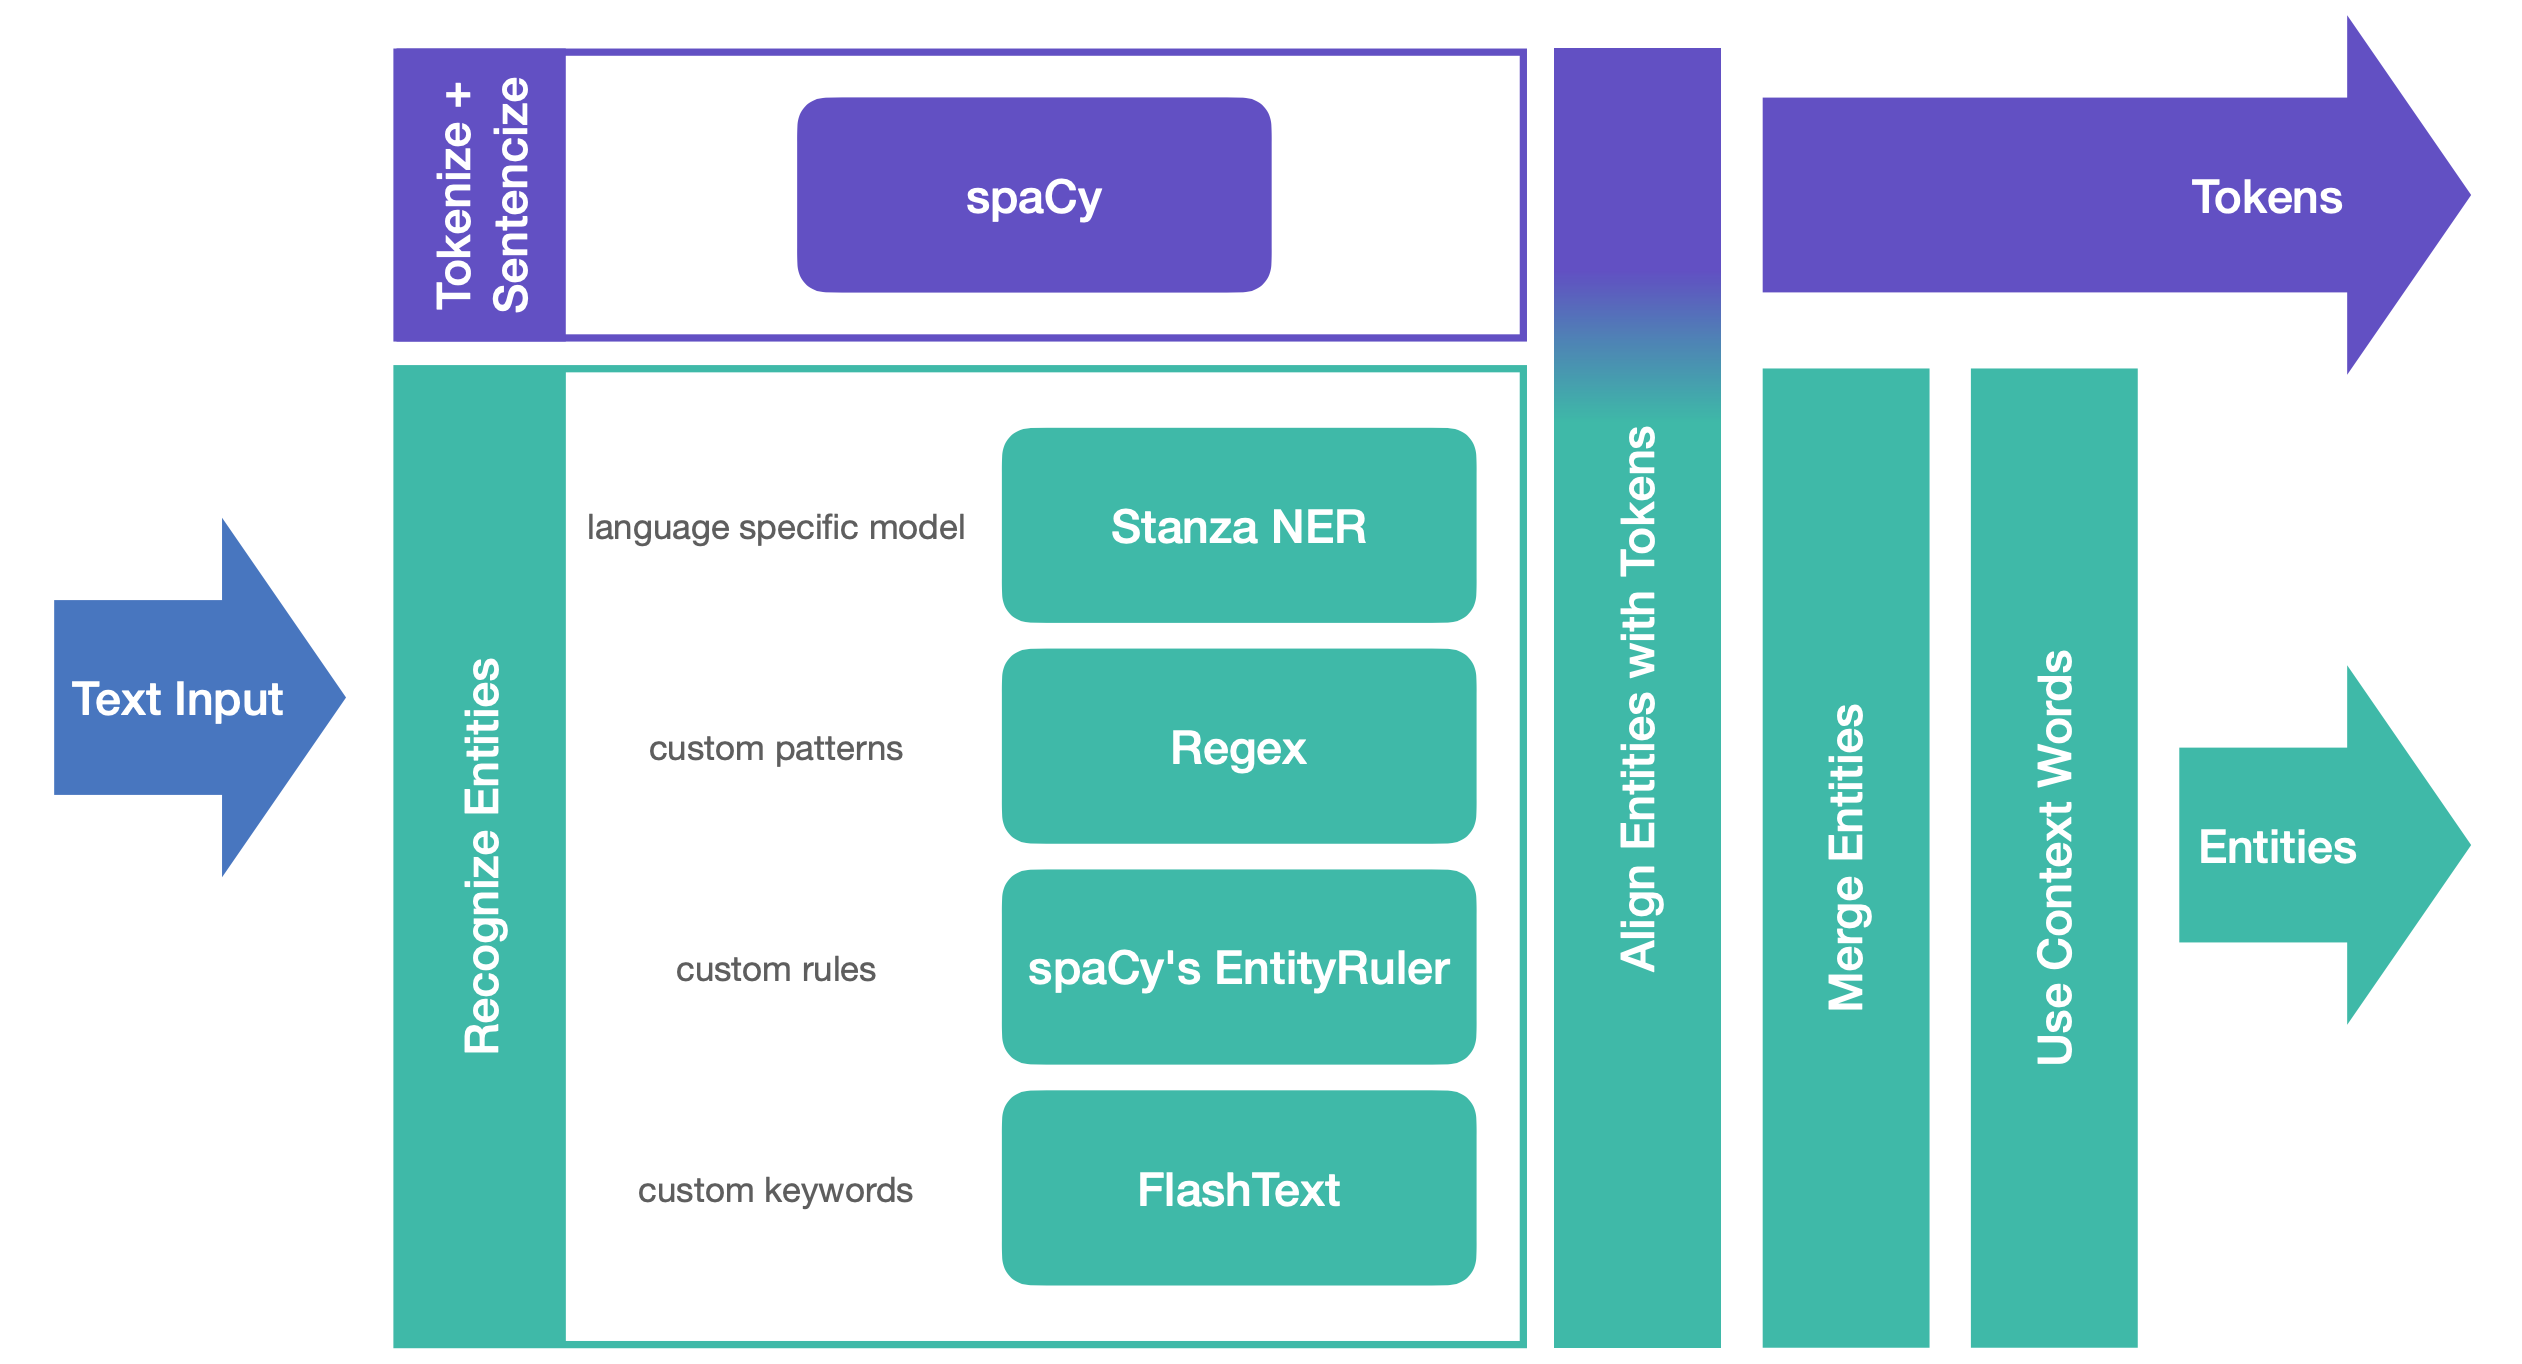 Text Input
Tokenize +
Sentencize
spaCy
Recognize Entities
language specific model
Stanza NER
custom patterns
Regex
custom rules
spaCy's EntityRuler
custom keywords
FlashText
Align Entities with Tokens
Merge Entities
Use Context Words
Tokens
Entities